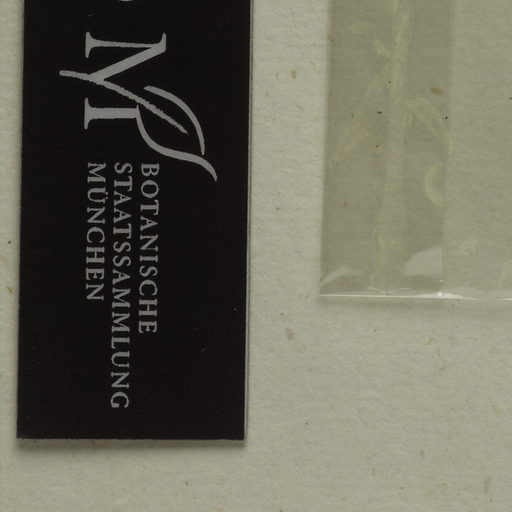 M
BOTANISCHE
STAATSSAMMLUNG
MÜNCHEN